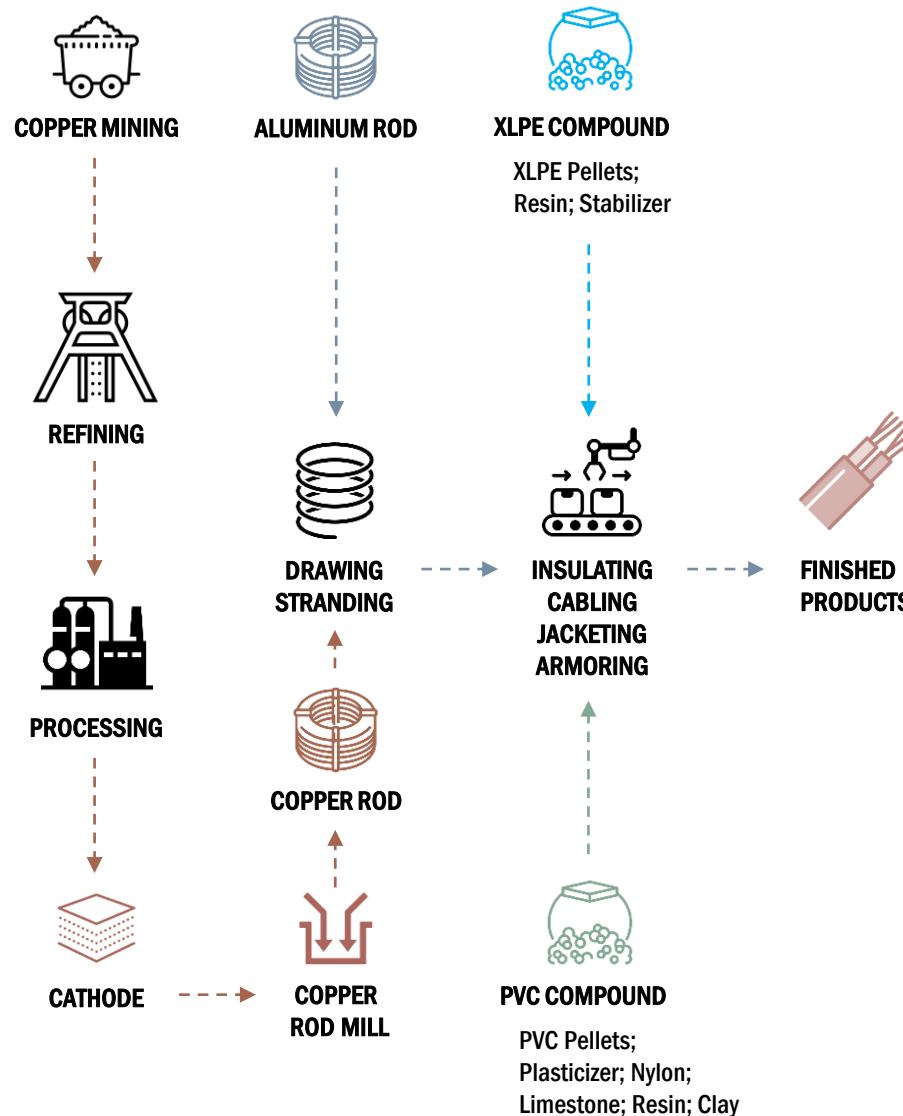 COPPER MINING
ALUMINUM ROD
XLPE COMPOUND
XLPE Pellets;
Resin; Stabilizer
REFINING
DRAWING
STRANDING
INSULATING
CABLING
JACKETING
ARMORING
FINISHED
PRODUCTS
PROCESSING
COPPER ROD
CATHODE
COPPER
ROD MILL
PVC COMPOUND
PVC Pellets;
Plasticizer; Nylon;
Limestone; Resin; Clay